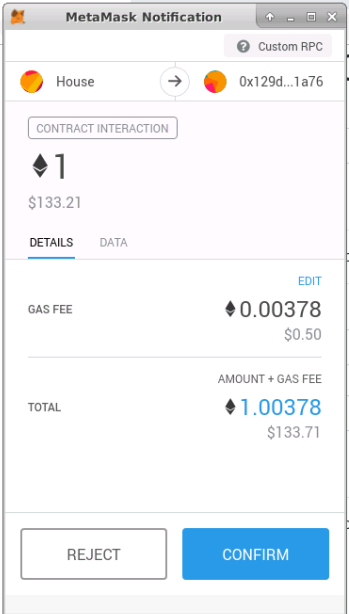 MetaMask Notification
? Custom RPC
House
0x129d...1a76
CONTRACT INTERACTION
1
$133.21
DETAILS DATA
EDIT
GAS FEE 0.00378
$0.50
AMOUNT + GAS FEE
TOTAL 1.00378
$133.71
REJECT CONFIRM